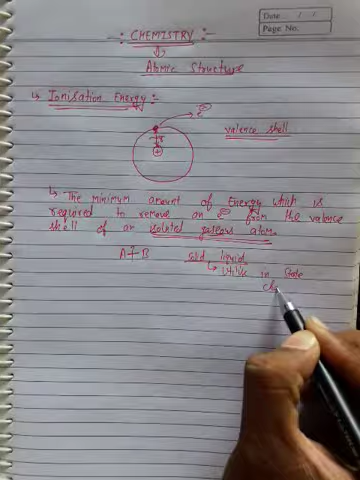 Date / /
Page No.
-: CHEMISTRY :-
Atomic Structure
↳ Ionisation Energy :-
e⊖
r
+
valence shell
↳ The minimum amount of Energy which is
required to remove an e⊖ from the valence
shell of an isolated gaseous atom.
A+B
solid liquid
in State